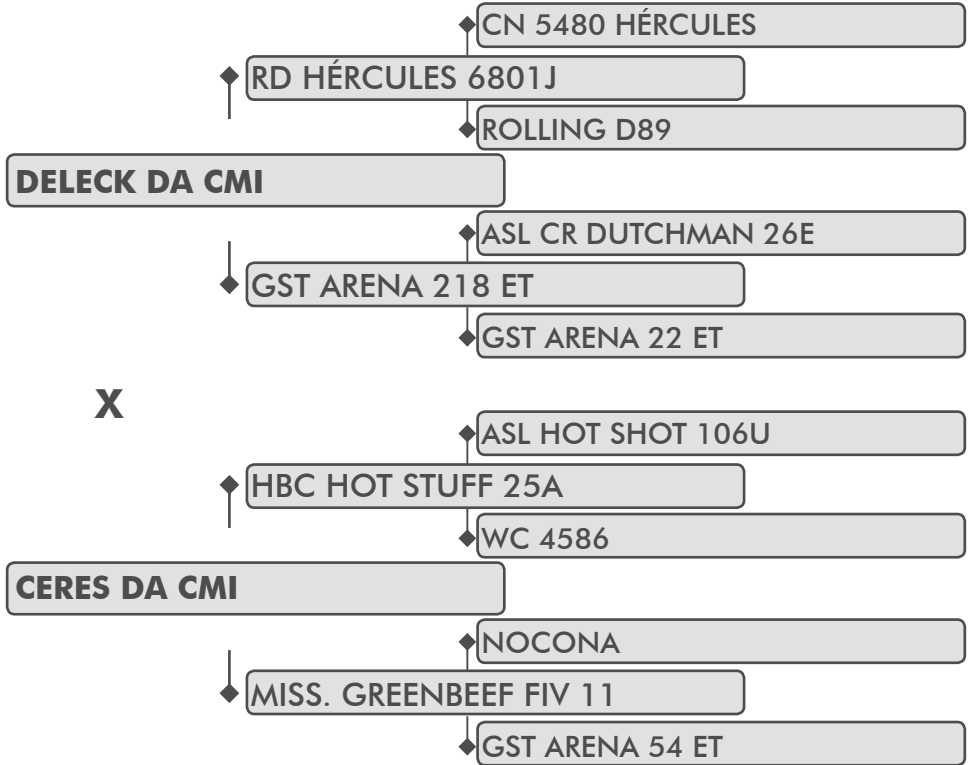 CN 5480 HÉRCULES
RD HÉRCULES 6801J
ROLLING D89
DELECK DA CMI
ASL CR DUTCHMAN 26E
GST ARENA 218 ET
GST ARENA 22 ET
X
ASL HOT SHOT 106U
HBC HOT STUFF 25A
WC 4586
CERES DA CMI
NOCONA
MISS. GREENBEEF FIV 11
GST ARENA 54 ET